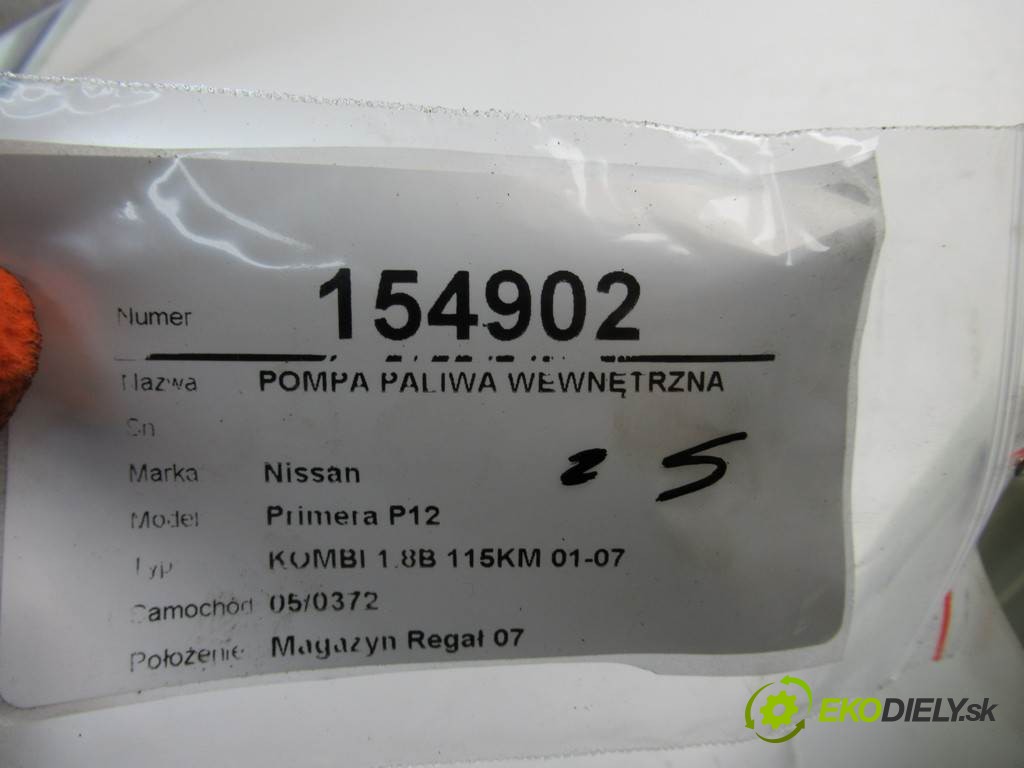 Numer 154902
Nazwa POMPA PALIWA WEWNĘTRZNA
Sn
Marka Nissan
Model Primera P12
Typ KOMBI 1.8B 115KM 01-07
Samochód 05/0372
Położenie Magazyn Regał 07
EKODIELY.sk